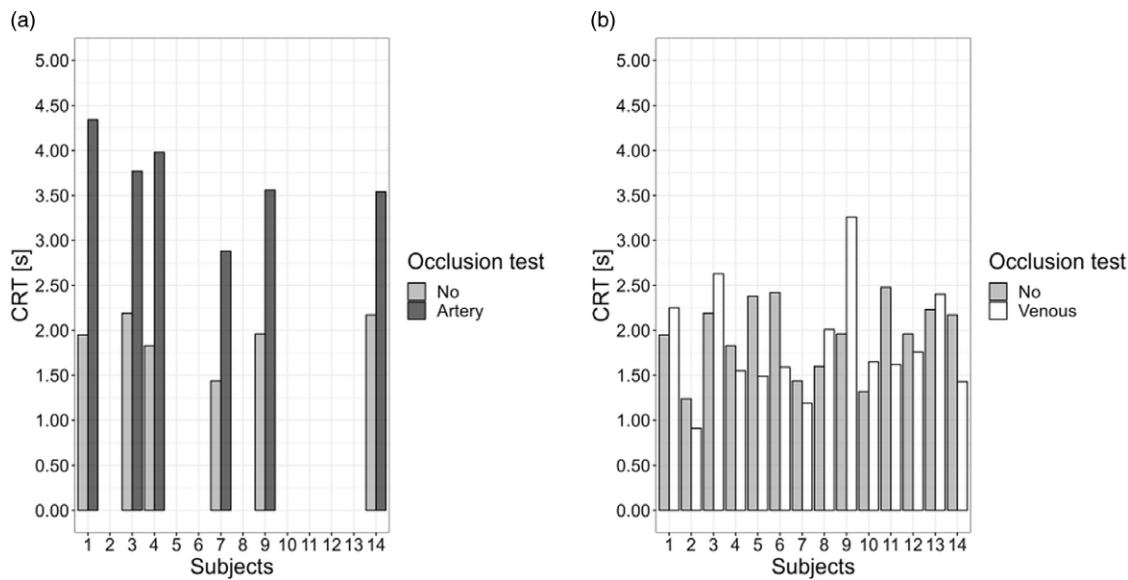 (a)
5.00
4.50
4.00
3.50
3.00
2.50
2.00
1.50
1.00
0.50
0.00
CRT [s]
1 2 3 4 5 6 7 8 9 10 11 12 13 14
Subjects
Occlusion test
No
Artery
(b)
5.00
4.50
4.00
3.50
3.00
2.50
2.00
1.50
1.00
0.50
0.00
CRT [s]
1 2 3 4 5 6 7 8 9 10 11 12 13 14
Subjects
Occlusion test
No
Venous